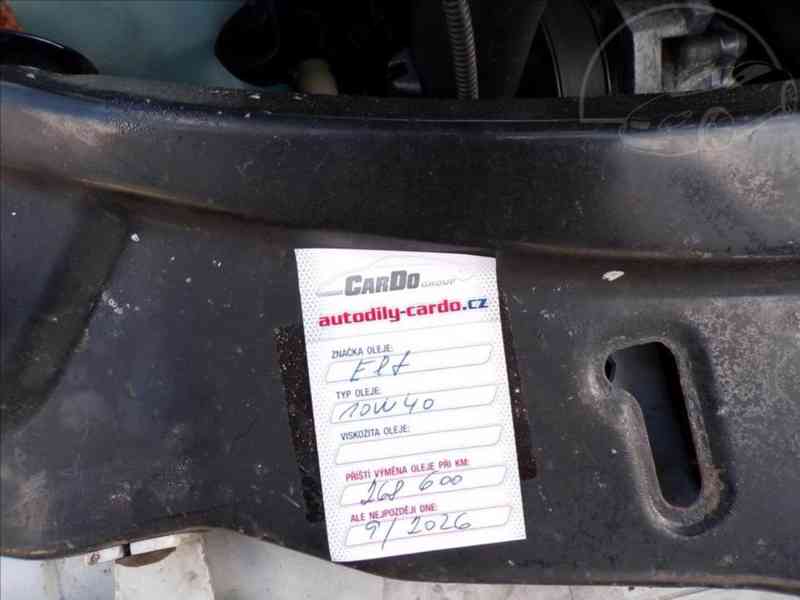 CARDO GROUP
autodily-cardo.cz
ZNAČKA OLEJE:
Elf
TYP OLEJE:
10W40
VISKOZITA OLEJE:
PŘÍŠTÍ VÝMĚNA OLEJE PŘI KM:
268 600
ALE NEJPOZDĚJI DNE:
9/2026